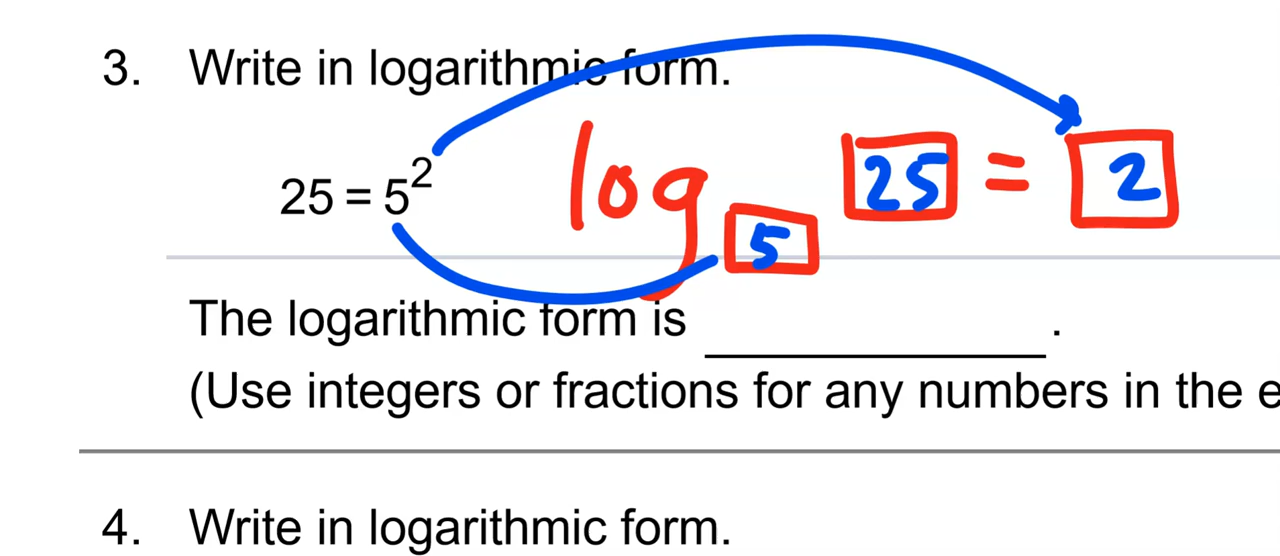 3. Write in logarithmic form.
25 = 5² log₅ 25 = 2
The logarithmic form is ____________.
(Use integers or fractions for any numbers in the e
4. Write in logarithmic form.